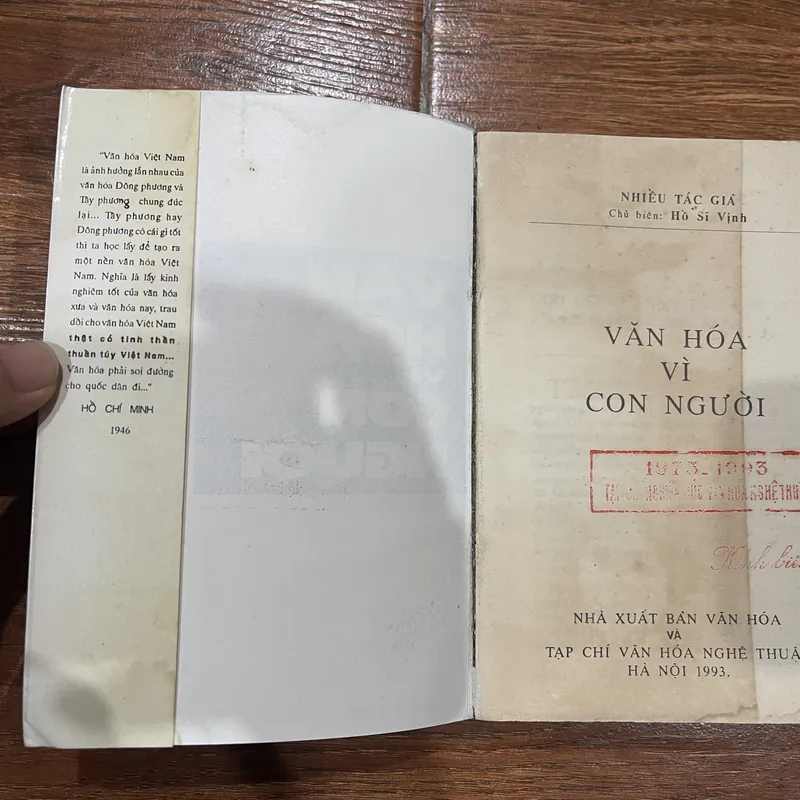 "Văn hóa Việt Nam
là ảnh hưởng lẫn nhau của
văn hóa Đông phương và
Tây phương chung đúc
lại... Tây phương hay
Đông phương có cái gì tốt
thì ta học lấy để tạo ra
một nền văn hóa Việt
Nam. Nghĩa là lấy kinh
nghiệm tốt của văn hóa
xưa và văn hóa nay, trau
dồi cho văn hóa Việt Nam
thật có tinh thần
thuần túy Việt Nam...
Văn hóa phải soi đường
cho quốc dân đi..."
HỒ CHÍ MINH
1946
NHIỀU TÁC GIẢ
Chủ biên: Hồ Sĩ Vịnh
VĂN HÓA
VÌ
CON NGƯỜI
1973-1993
VĂN HÓA NGHỆ
Kính
NHÀ XUẤT BẢN VĂN HÓA
VÀ
TẠP CHÍ VĂN HÓA NGHỆ THUẬ
HÀ NỘI 1993.